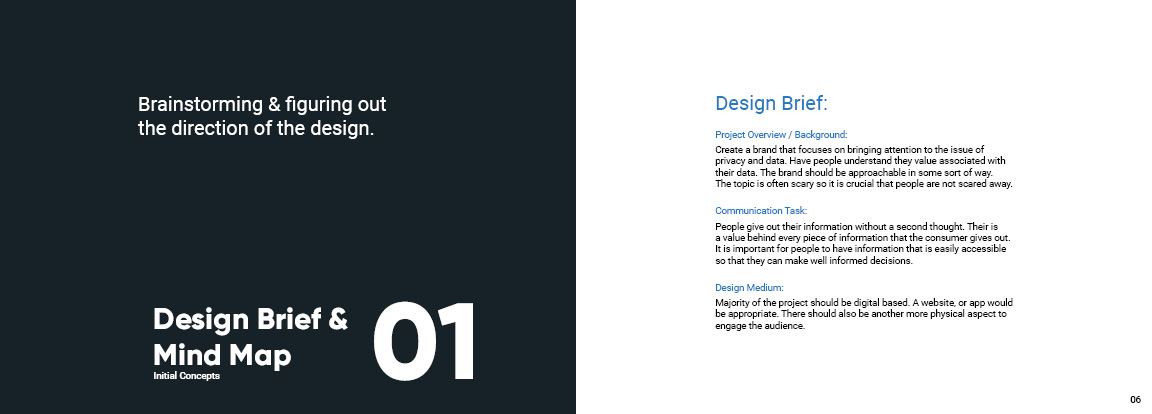 Brainstorming & figuring out
the direction of the design.
Design Brief &
Mind Map
Initial Concepts
01
Design Brief:
Project Overview / Background:
Create a brand that focuses on bringing attention to the issue of
privacy and data. Have people understand they value associated with
their data. The brand should be approachable in some sort of way.
The topic is often scary so it is crucial that people are not scared away.
Communication Task:
People give out their information without a second thought. Their is
a value behind every piece of information that the consumer gives out.
It is important for people to have information that is easily accessible
so that they can make well informed decisions.
Design Medium:
Majority of the project should be digital based. A website, or app would
be appropriate. There should also be another more physical aspect to
engage the audience.
06